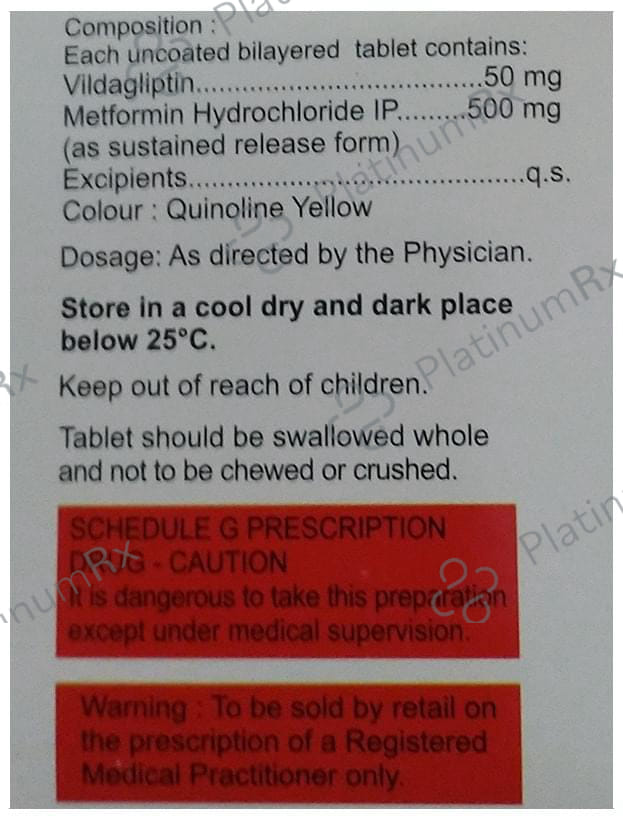 Composition :
Each uncoated bilayered tablet contains:
Vildagliptin.....................................50 mg
Metformin Hydrochloride IP.........500 mg
(as sustained release form)
Excipients...........................................q.s.
Colour : Quinoline Yellow
Dosage: As directed by the Physician.
Store in a cool dry and dark place
below 25°C.
Keep out of reach of children.
Tablet should be swallowed whole
and not to be chewed or crushed.
SCHEDULE G PRESCRIPTION
DRUG - CAUTION
It is dangerous to take this preparation
except under medical supervision.
Warning : To be sold by retail on
the prescription of a Registered
Medical Practitioner only.
PlatinumRx
PlatinumRx